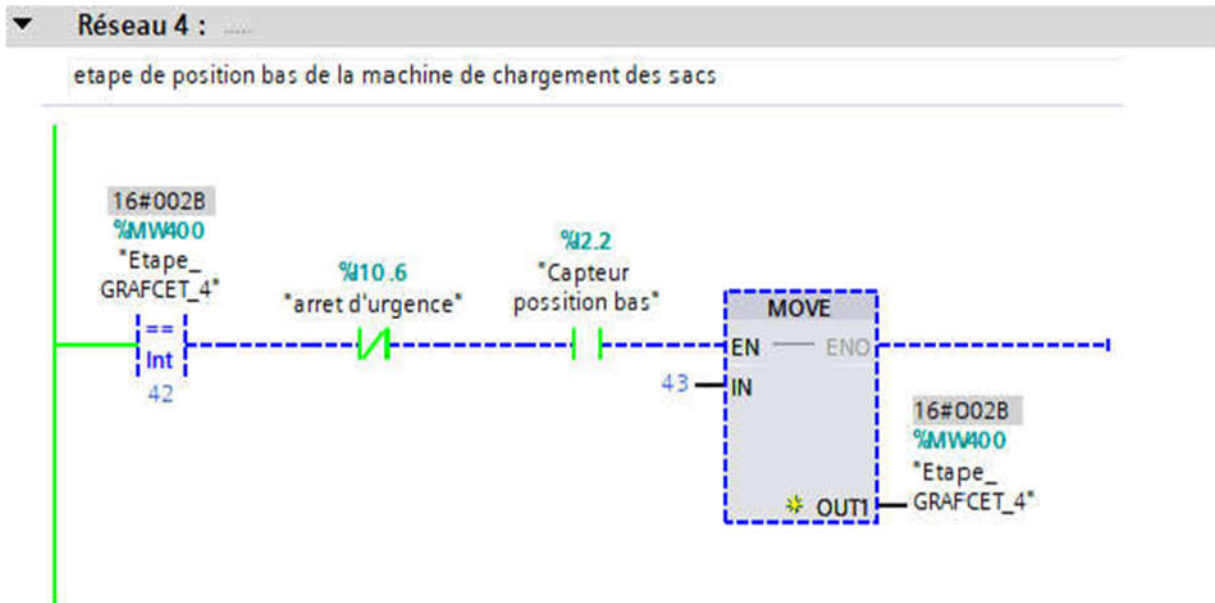 Réseau 4 : .....
etape de position bas de la machine de chargement des sacs
16#002B
%MW400
"Etape_
GRAFCET_4"
==
Int
42
%I10.6
"arret d'urgence"
%I2.2
"Capteur
possition bas"
MOVE
EN ENO
43 IN
OUT1
16#002B
%MW400
"Etape_
GRAFCET_4"